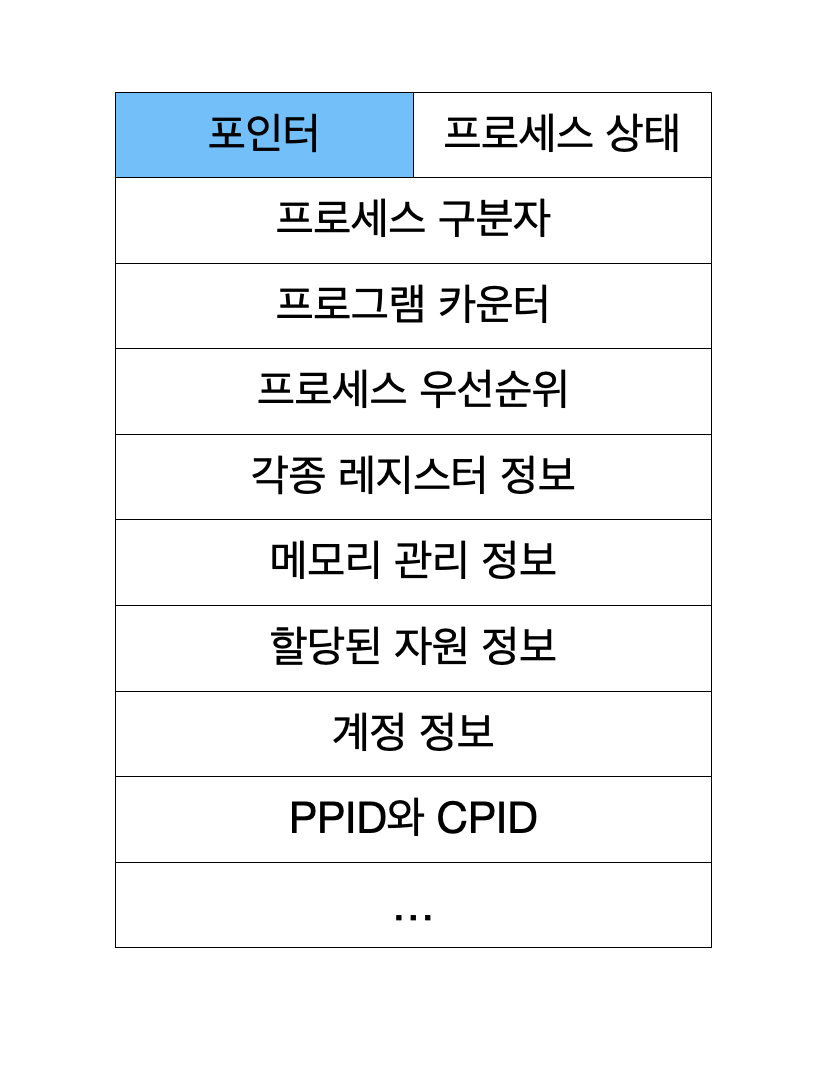 포인터 프로세스 상태
프로세스 구분자
프로그램 카운터
프로세스 우선순위
각종 레지스터 정보
메모리 관리 정보
할당된 자원 정보
계정 정보
PPID와 CPID
...